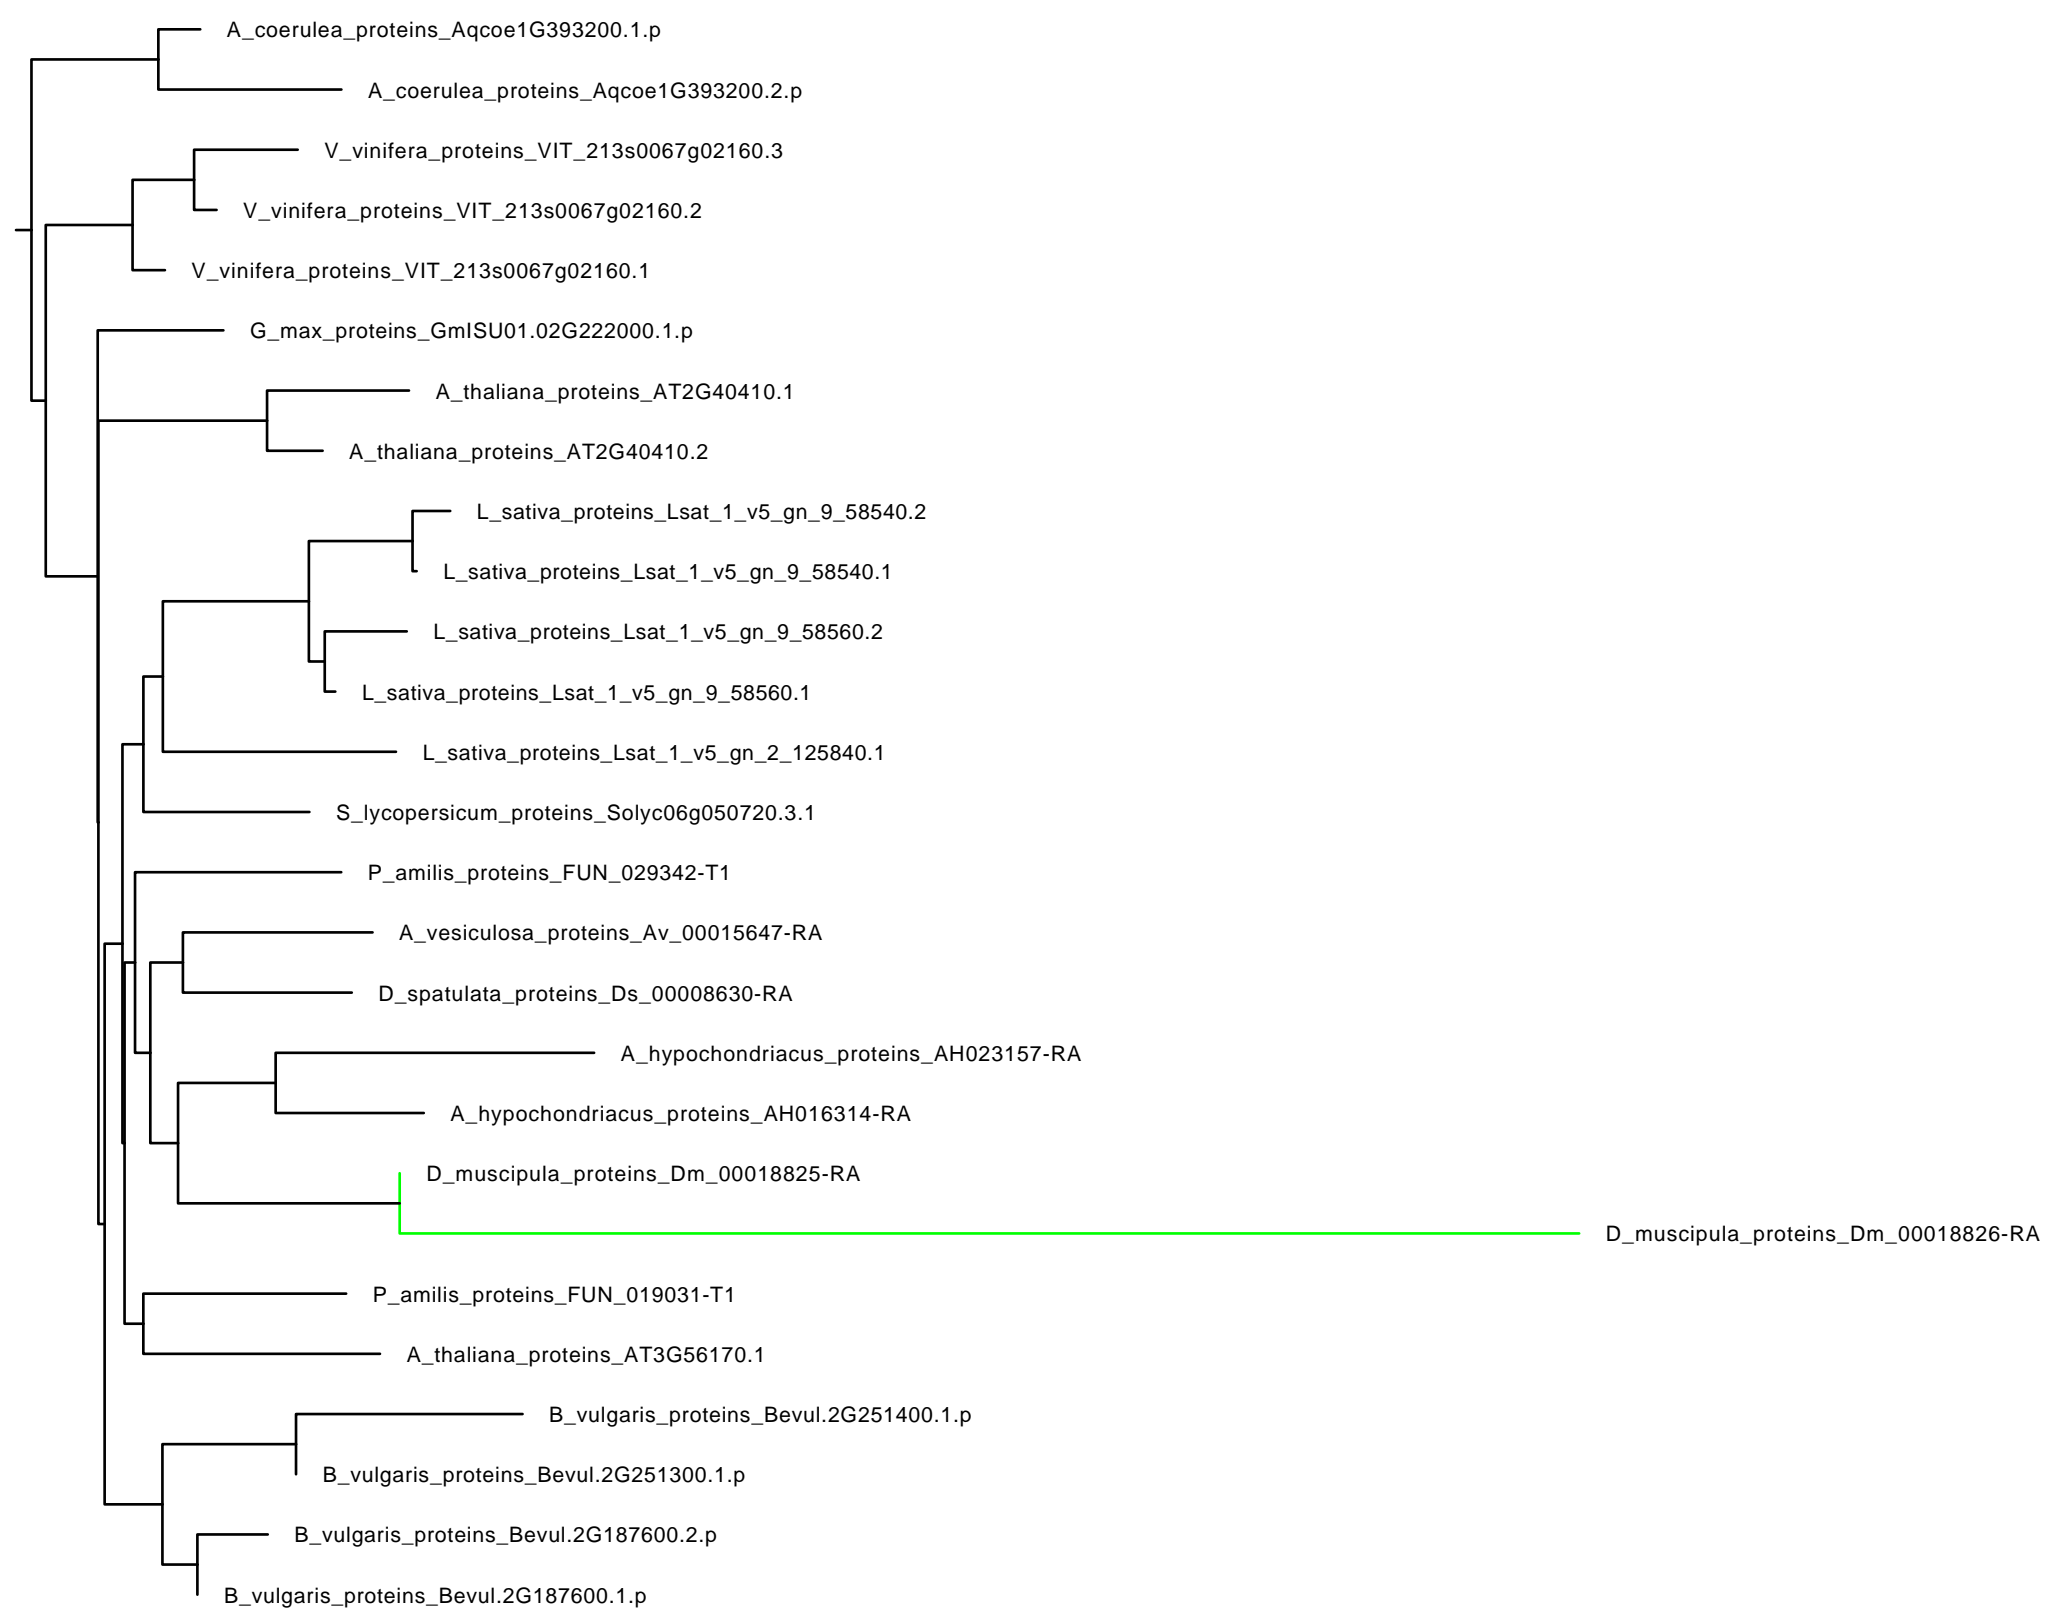 A_coerulea_proteins_Aqcoe1G393200.1.p
A_coerulea_proteins_Aqcoe1G393200.2.p
V_vinifera_proteins_VIT_213s0067g02160.3
V_vinifera_proteins_VIT_213s0067g02160.2
V_vinifera_proteins_VIT_213s0067g02160.1
G_max_proteins_GmISU01.02G222000.1.p
A_thaliana_proteins_AT2G40410.1
A_thaliana_proteins_AT2G40410.2
L_sativa_proteins_Lsat_1_v5_gn_9_58540.2
L_sativa_proteins_Lsat_1_v5_gn_9_58540.1
L_sativa_proteins_Lsat_1_v5_gn_9_58560.2
L_sativa_proteins_Lsat_1_v5_gn_9_58560.1
L_sativa_proteins_Lsat_1_v5_gn_2_125840.1
S_lycopersicum_proteins_Solyc06g050720.3.1
P_amilis_proteins_FUN_029342-T1
A_vesiculosa_proteins_Av_00015647-RA
D_spatulata_proteins_Ds_00008630-RA
A_hypochondriacus_proteins_AH023157-RA
A_hypochondriacus_proteins_AH016314-RA
D_muscipula_proteins_Dm_00018825-RA
D_muscipula_proteins_Dm_00018826-RA
P_amilis_proteins_FUN_019031-T1
A_thaliana_proteins_AT3G56170.1
B_vulgaris_proteins_Bevul.2G251400.1.p
B_vulgaris_proteins_Bevul.2G251300.1.p
B_vulgaris_proteins_Bevul.2G187600.2.p
B_vulgaris_proteins_Bevul.2G187600.1.p